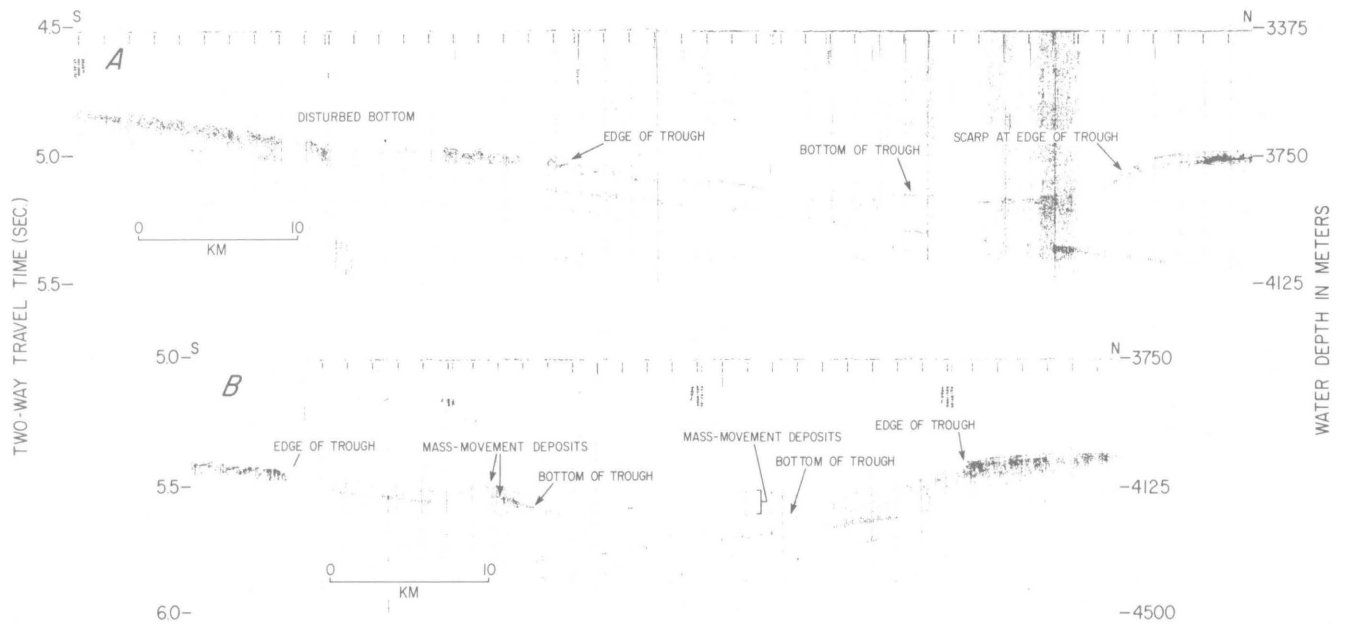 S N
4.5 -3375
A
DISTURBED BOTTOM
EDGE OF TROUGH
SCARP AT EDGE OF TROUGH
BOTTOM OF TROUGH
5.0 -3750
0 10
KM
5.5 -4125
TWO-WAY TRAVEL TIME (SEC.)
WATER DEPTH IN METERS
5.0 S N -3750
B
EDGE OF TROUGH
MASS-MOVEMENT DEPOSITS
BOTTOM OF TROUGH
MASS-MOVEMENT DEPOSITS
EDGE OF TROUGH
BOTTOM OF TROUGH
5.5 -4125
0 10
KM
6.0 -4500